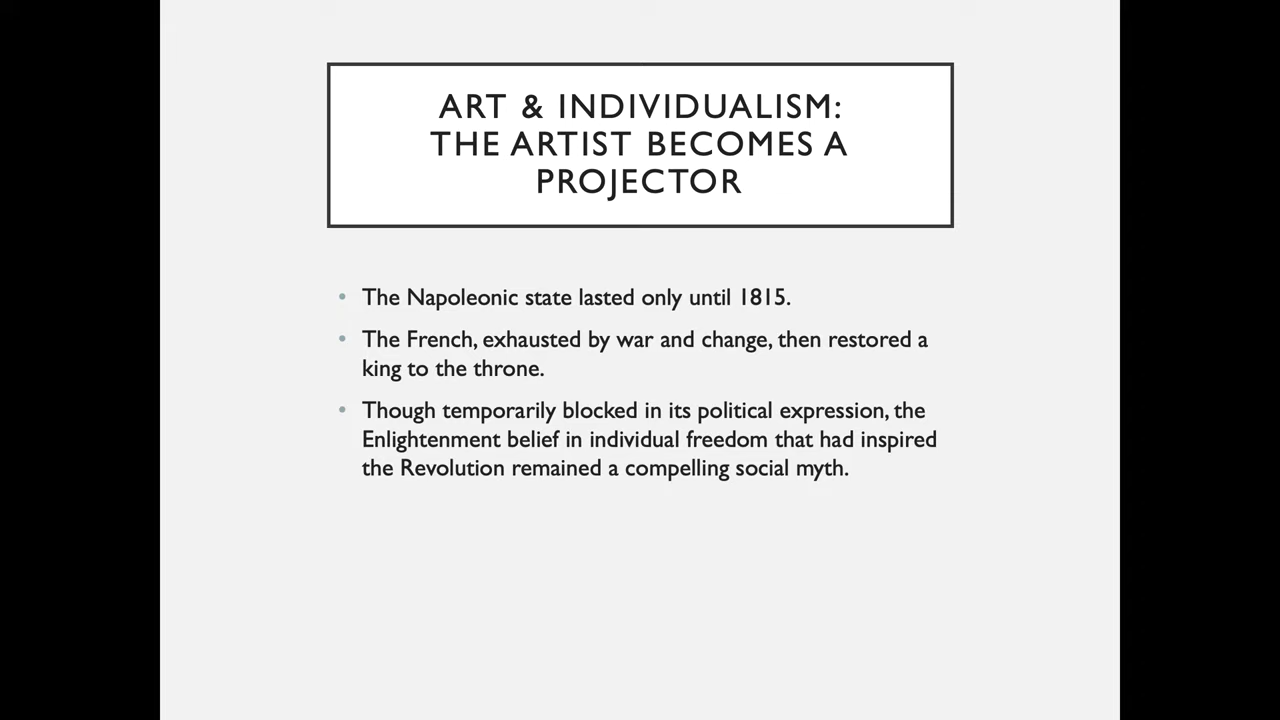 ART & INDIVIDUALISM:
THE ARTIST BECOMES A
PROJECTOR
• The Napoleonic state lasted only until 1815.
• The French, exhausted by war and change, then restored a
king to the throne.
• Though temporarily blocked in its political expression, the
Enlightenment belief in individual freedom that had inspired
the Revolution remained a compelling social myth.